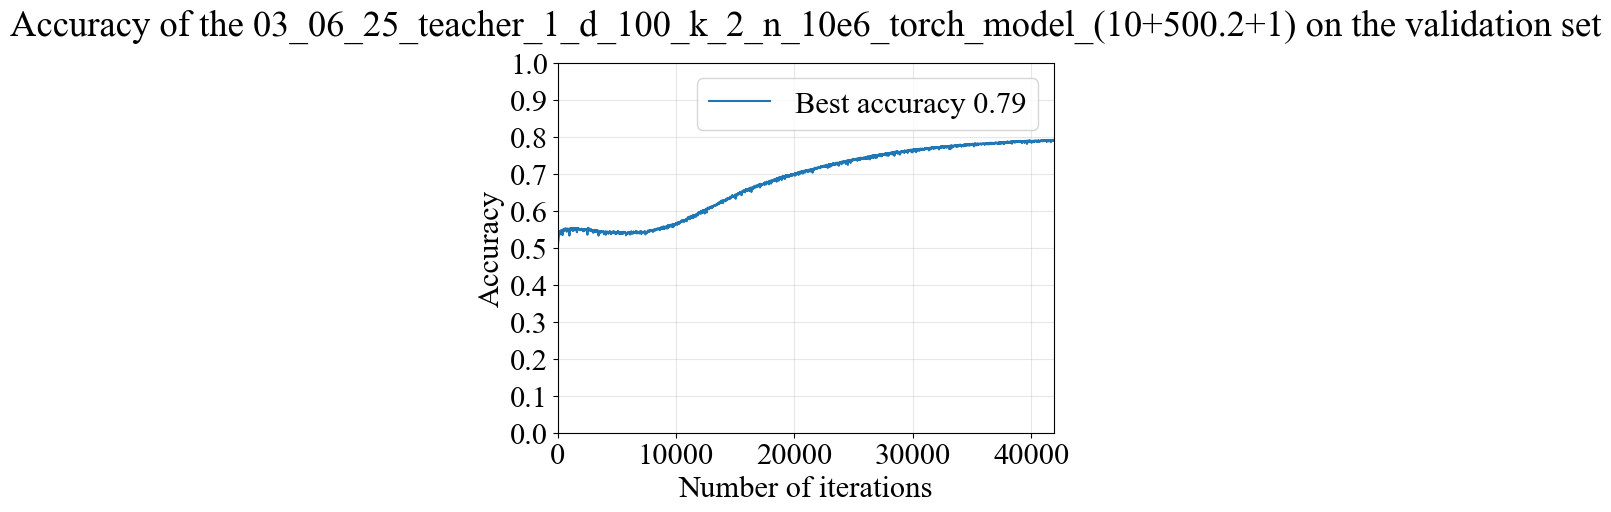 Accuracy of the 03_06_25_teacher_1_d_100_k_2_n_10e6_torch_model_(10+500.2+1) on the validation set
1.0
0.9
0.8
0.7
0.6
0.5
0.4
0.3
0.2
0.1
0.0
Accuracy
Best accuracy 0.79
0 10000 20000 30000 40000
Number of iterations